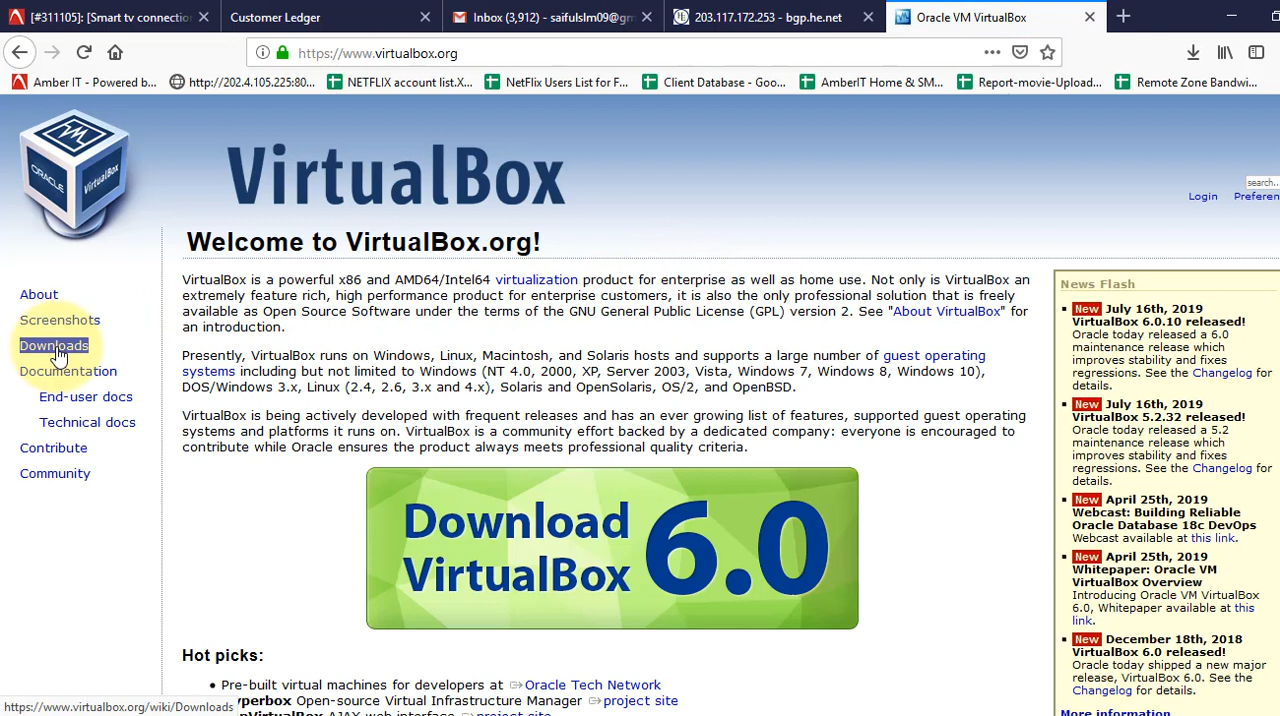 [#311105]: [Smart tv connectio
Customer Ledger
Inbox (3,912) - saifulslm09@gm
203.117.172.253 - bgp.he.net
Oracle VM VirtualBox
https://www.virtualbox.org
Amber IT - Powered b...
http://202.4.105.225:80...
NETFLIX account list.X...
NetFlix Users List for F...
Client Database - Goo...
AmberIT Home & SM...
Report-movie-Upload...
Remote Zone Bandwi...
ORACLE
VirtualBox
VirtualBox
search..
Login
Preferen
Welcome to VirtualBox.org!
About
Screenshots
Downloads
Documentation
End-user docs
Technical docs
Contribute
Community
VirtualBox is a powerful x86 and AMD64/Intel64 virtualization product for enterprise as well as home use. Not only is VirtualBox an
extremely feature rich, high performance product for enterprise customers, it is also the only professional solution that is freely
available as Open Source Software under the terms of the GNU General Public License (GPL) version 2. See "About VirtualBox" for
an introduction.
Presently, VirtualBox runs on Windows, Linux, Macintosh, and Solaris hosts and supports a large number of guest operating
systems including but not limited to Windows (NT 4.0, 2000, XP, Server 2003, Vista, Windows 7, Windows 8, Windows 10),
DOS/Windows 3.x, Linux (2.4, 2.6, 3.x and 4.x), Solaris and OpenSolaris, OS/2, and OpenBSD.
VirtualBox is being actively developed with frequent releases and has an ever growing list of features, supported guest operating
systems and platforms it runs on. VirtualBox is a community effort backed by a dedicated company: everyone is encouraged to
contribute while Oracle ensures the product always meets professional quality criteria.
Download
VirtualBox 6.0
Hot picks:
Pre-built virtual machines for developers at Oracle Tech Network
yperbox Open-source Virtual Infrastructure Manager project site
pVirtualBox AJAX web interface project site
https://www.virtualbox.org/wiki/Downloads
News Flash
New July 16th, 2019
VirtualBox 6.0.10 released!
Oracle today released a 6.0
maintenance release which
improves stability and fixes
regressions. See the Changelog for
details.
New July 16th, 2019
VirtualBox 5.2.32 released!
Oracle today released a 5.2
maintenance release which
improves stability and fixes
regressions. See the Changelog for
details.
New April 25th, 2019
Webcast: Building Reliable
Oracle Database 18c DevOps
Webcast available at this link.
New April 25th, 2019
Whitepaper: Oracle VM
VirtualBox Overview
Introducing Oracle VM VirtualBox
6.0, Whitepaper available at this
link.
New December 18th, 2018
VirtualBox 6.0 released!
Oracle today shipped a new major
release, VirtualBox 6.0. See the
Changelog for details.
More information